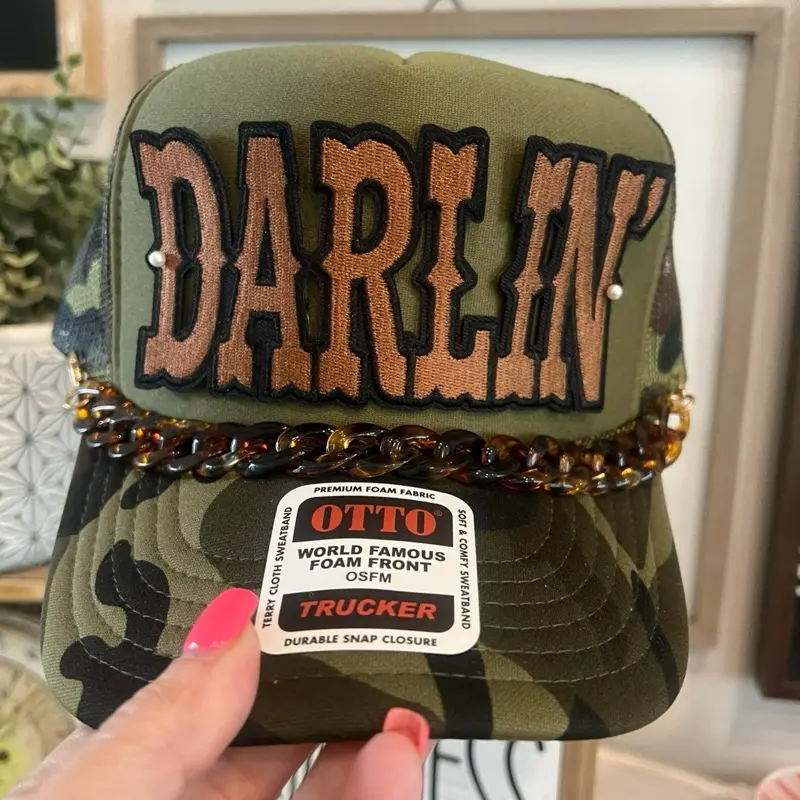 DARLIN'
PREMIUM FOAM FABRIC
OTTO®
WORLD FAMOUS
FOAM FRONT
OSFM
TRUCKER
DURABLE SNAP CLOSURE
TERRY CLOTH SWEATBAND
SOFT & COMFY SWEATBAND